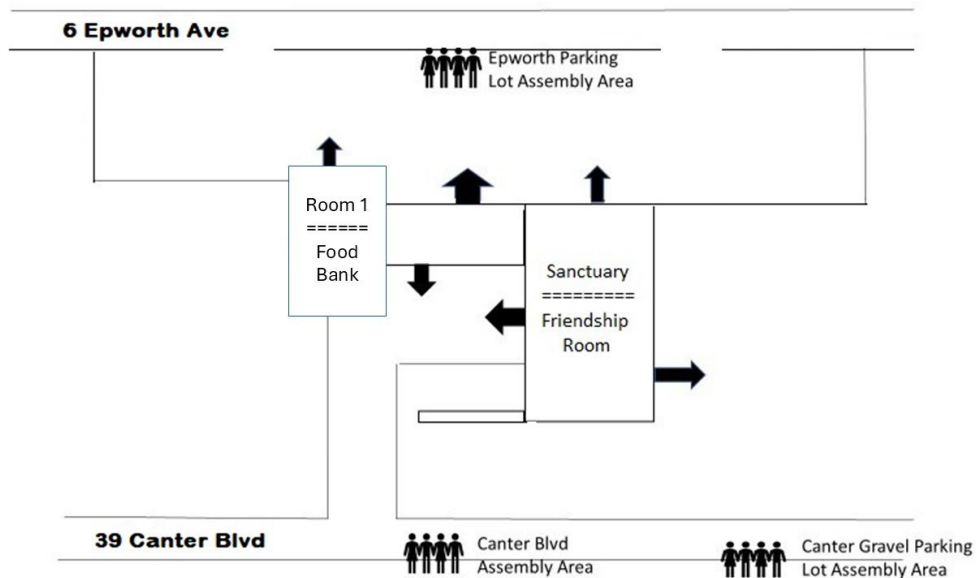 6 Epworth Ave
Epworth Parking
Lot Assembly Area
Room 1
======
Food
Bank
Sanctuary
=========
Friendship
Room
39 Canter Blvd
Canter Blvd
Assembly Area
Canter Gravel Parking
Lot Assembly Area